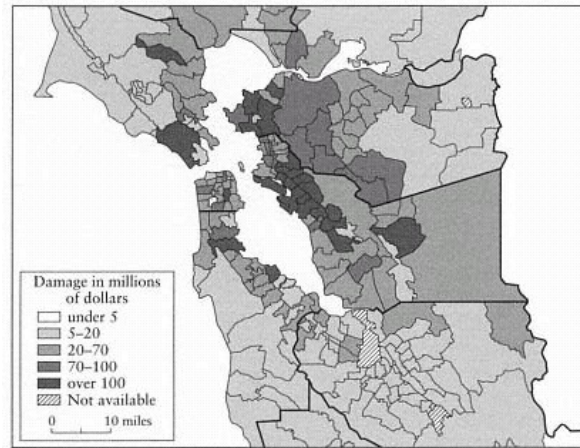 Damage in millions
of dollars
under 5
5–20
20–70
70–100
over 100
Not available
0 10 miles